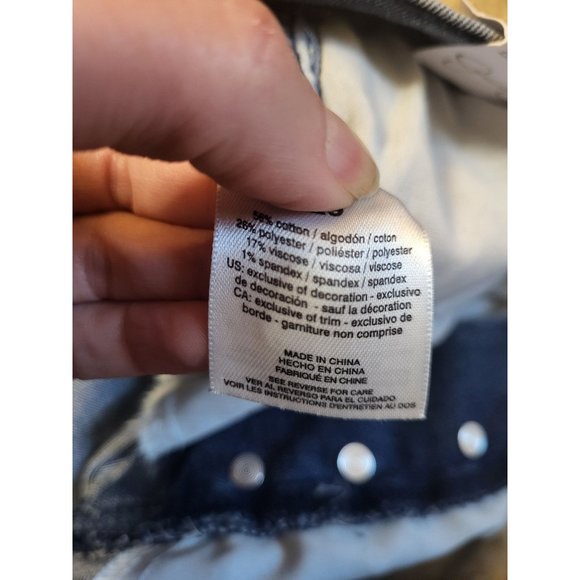 56% cotton / algodón / coton
26% polyester / poliéster / polyester
17% viscose / viscosa / viscose
1% spandex / spandex / spandex
US: exclusive of decoration - exclusivo
de decoración - sauf la décoration
CA: exclusive of trim - exclusivo de
borde - garniture non comprise
MADE IN CHINA
HECHO EN CHINA
FABRIQUÉ EN CHINE
SEE REVERSE FOR CARE
VER AL REVERSO PARA EL CUIDADO
VOIR LES INSTRUCTIONS D'ENTRETIEN AU DOS